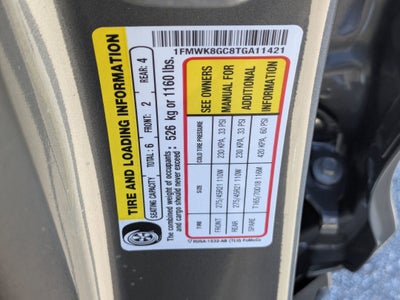 1FMWK8GC8TGA11421
TIRE AND LOADING INFORMATION
SEATING CAPACITY TOTAL: 6 FRONT: 2 REAR: 4
The combined weight of occupants and cargo should never exceed : 526 kg or 1160 lbs.
TIRE SIZE COLD TIRE PRESSURE
FRONT 275/45R21 110W 230 KPA, 33 PSI
REAR 275/45R21 110W 230 KPA, 33 PSI
SPARE T165/70D18 116M 420 KPA, 60 PSI
SEE OWNERS
MANUAL FOR
ADDITIONAL
INFORMATION